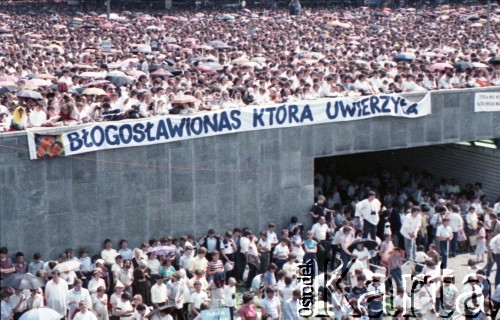 BŁOGOSŁAWIONAS KTÓRA UWIERZYŁA
Ośrodek
Karta